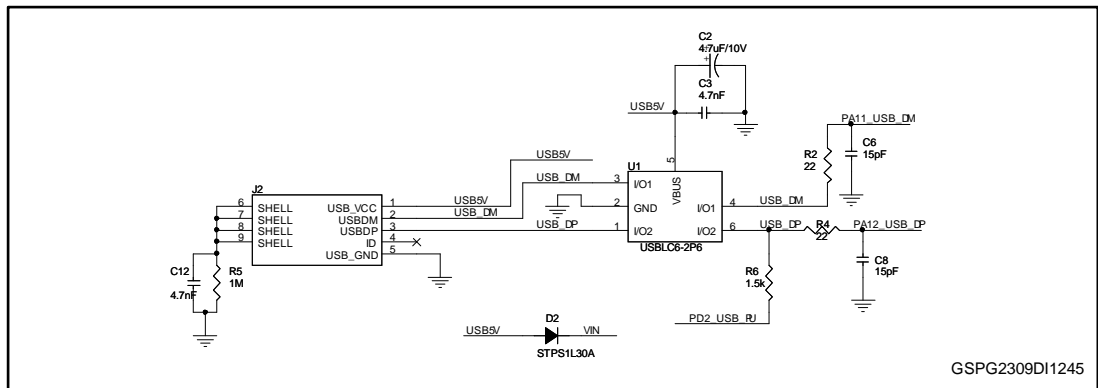 C2
4.7uF/10V
+
C3
4.7nF
USB5V
PA11_USB_DM
R2
22
C6
15pF
5
VBUS
U1
USB5V
USB_DM
3
I/O1
2
GND
1
I/O2
I/O1
4
USB_DM
I/O2
6
USB_DP
USBLC6-2P6
R4
22
PA12_USB_DP
C8
15pF
R6
1.5k
PD2_USB_PU
J2
6
SHELL
7
SHELL
8
SHELL
9
SHELL
USB_VCC
1
USB5V
USBDM
2
USB_DM
USBDP
3
USB_DP
ID
4
USB_GND
5
C12
4.7nF
R5
1M
D2
USB5V
VIN
STPS1L30A
GSPG2309DI1245